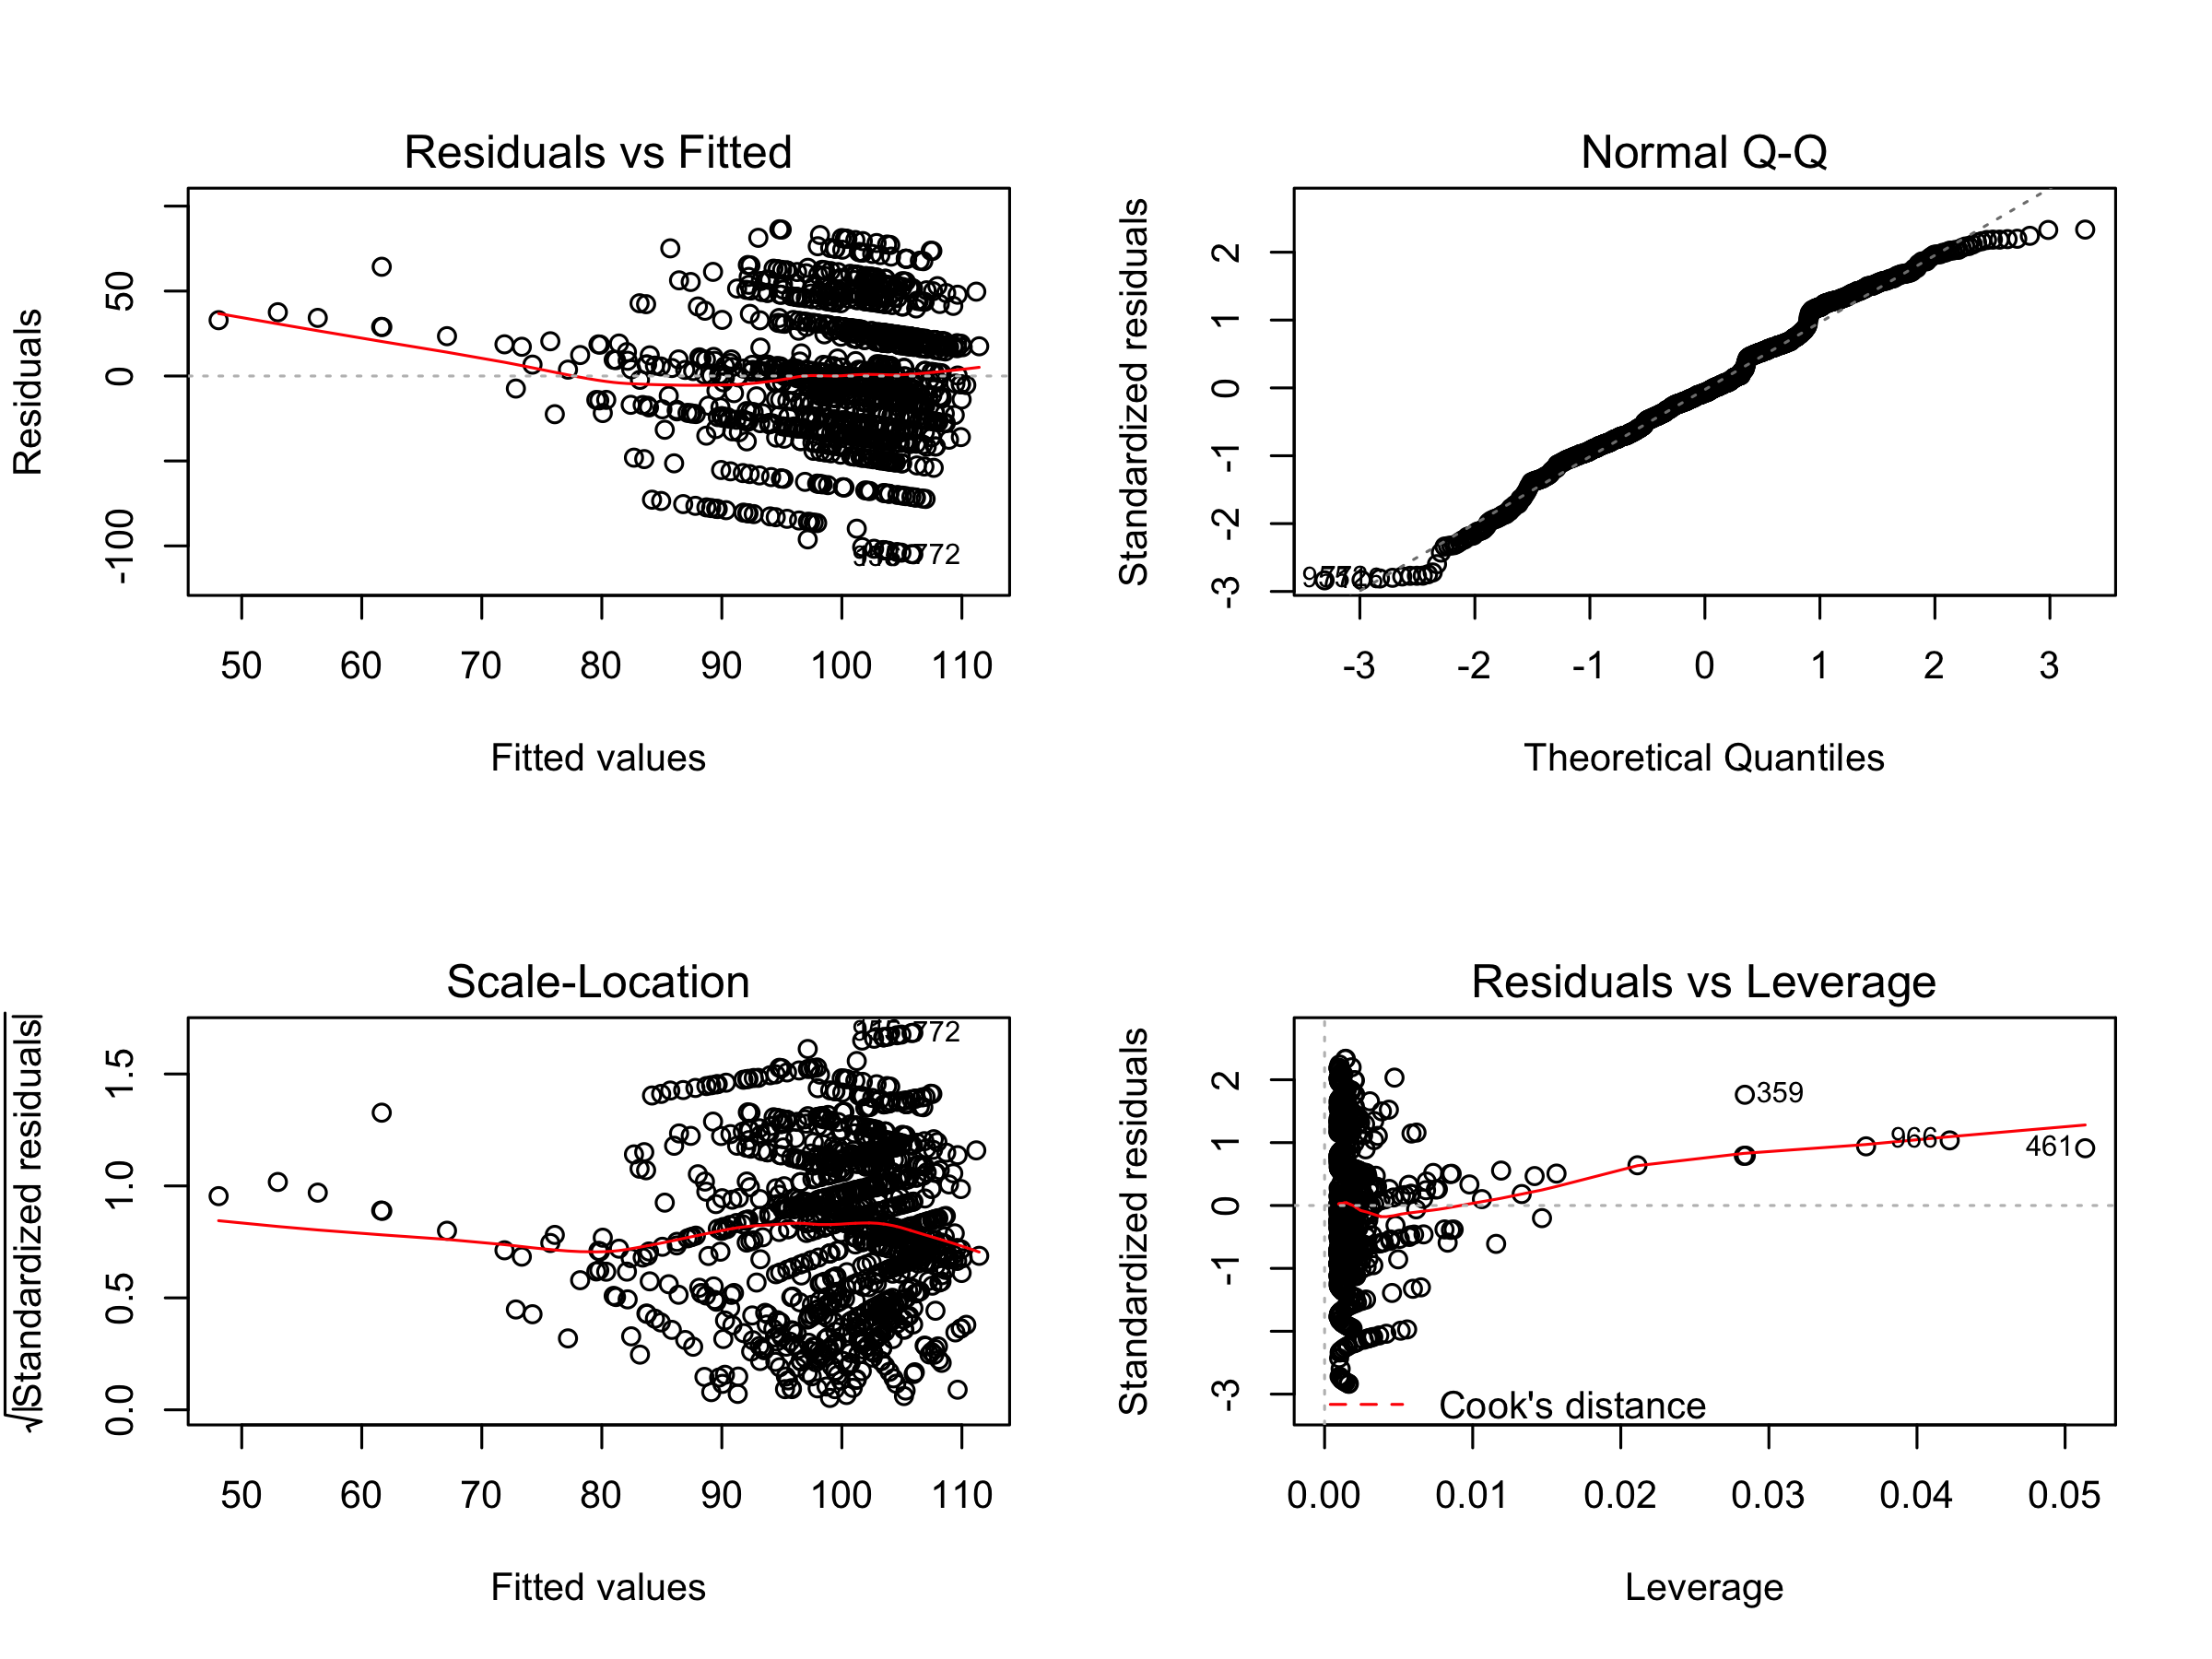 Residuals vs Fitted
Residuals
50
0
-100
772
50 60 70 80 90 100 110
Fitted values
Normal Q-Q
Standardized residuals
2
1
0
-1
-2
-3
-3 -2 -1 0 1 2 3
Theoretical Quantiles
Scale-Location
√|Standardized residuals|
1.5
1.0
0.5
0.0
772
50 60 70 80 90 100 110
Fitted values
Residuals vs Leverage
Standardized residuals
2
1
0
-1
-3
359
966
461
Cook's distance
0.00 0.01 0.02 0.03 0.04 0.05
Leverage